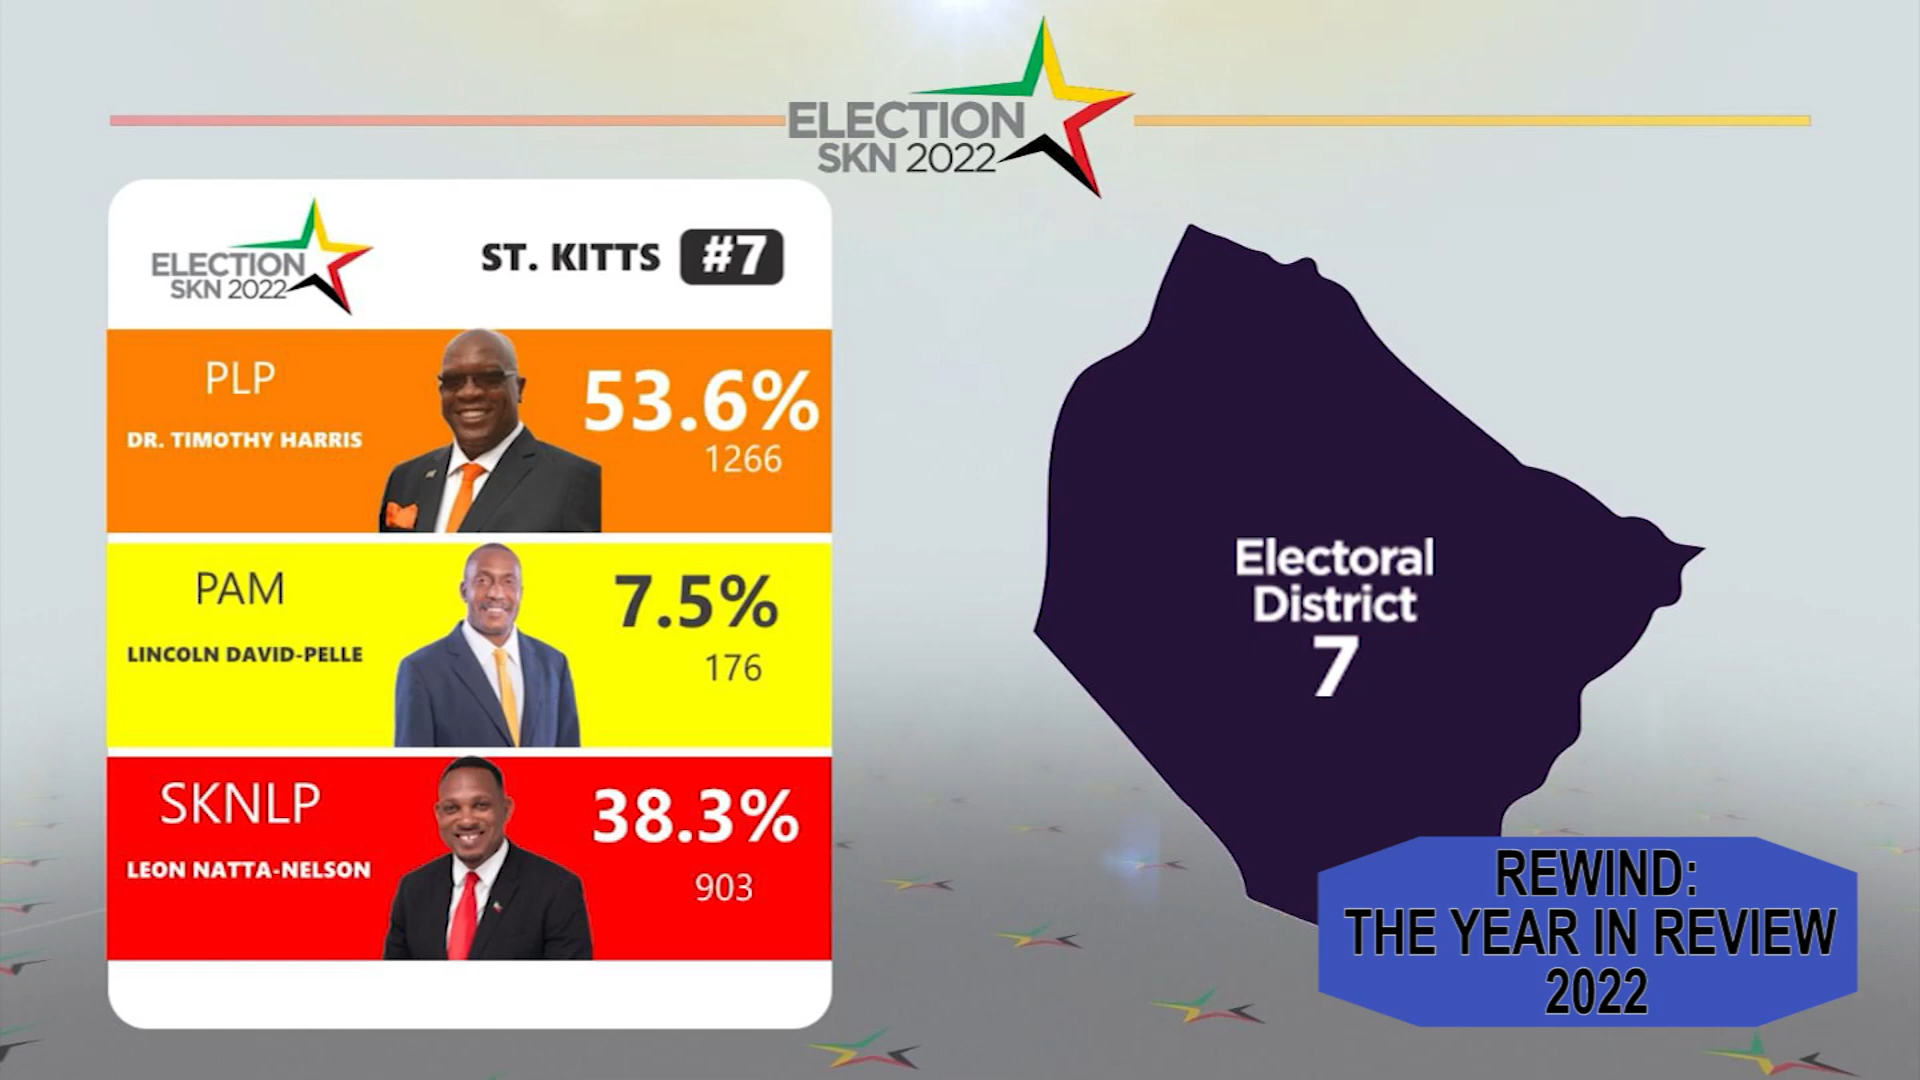 ELECTION
SKN 2022
ELECTION
SKN 2022
ST. KITTS #7
PLP
DR. TIMOTHY HARRIS
53.6%
1266
PAM
LINCOLN DAVID-PELLE
7.5%
176
SKNLP
LEON NATTA-NELSON
38.3%
903
Electoral
District
7
REWIND:
THE YEAR IN REVIEW
2022